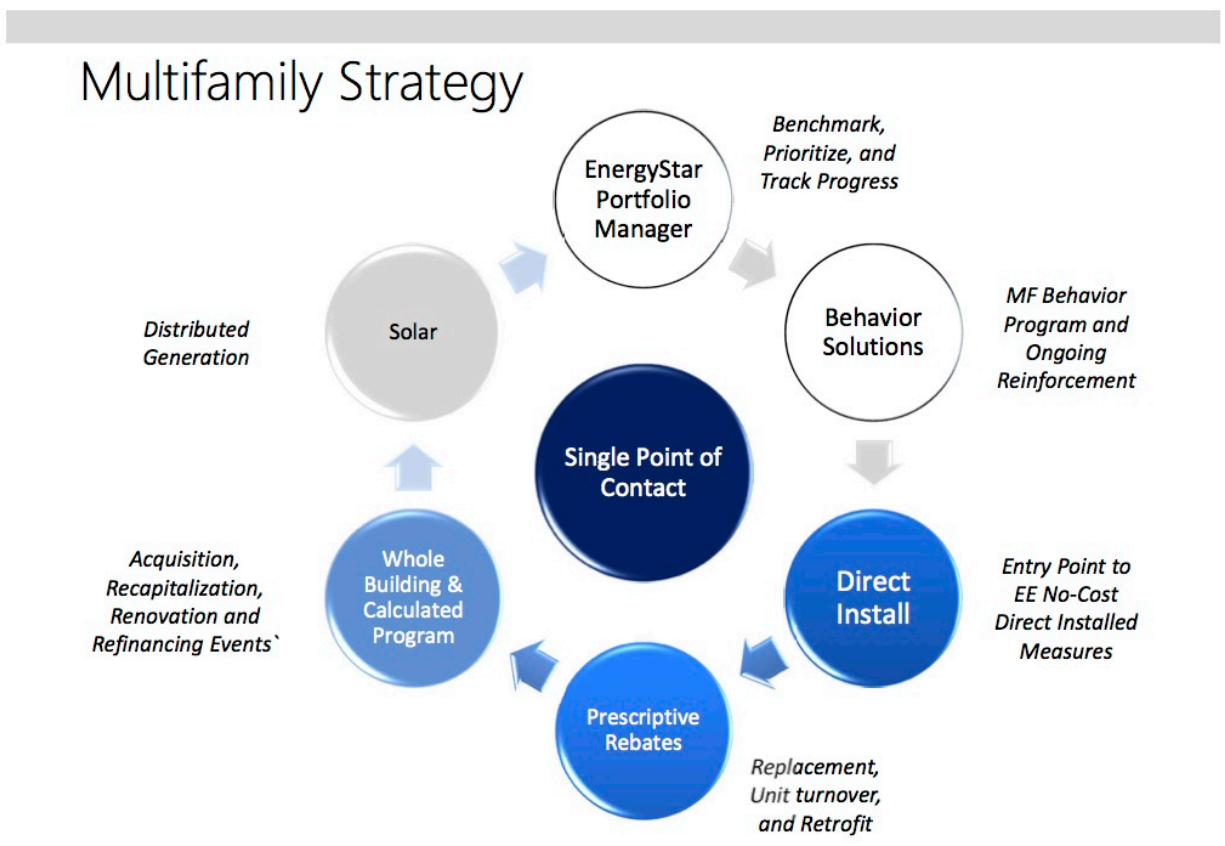 Multifamily Strategy
EnergyStar
Portfolio
Manager
Benchmark,
Prioritize, and
Track Progress
Behavior
Solutions
MF Behavior
Program and
Ongoing
Reinforcement
Direct
Install
Entry Point to
EE No-Cost
Direct Installed
Measures
Prescriptive
Rebates
Replacement,
Unit turnover,
and Retrofit
Whole
Building &
Calculated
Program
Acquisition,
Recapitalization,
Renovation and
Refinancing Events`
Solar
Distributed
Generation
Single Point of
Contact